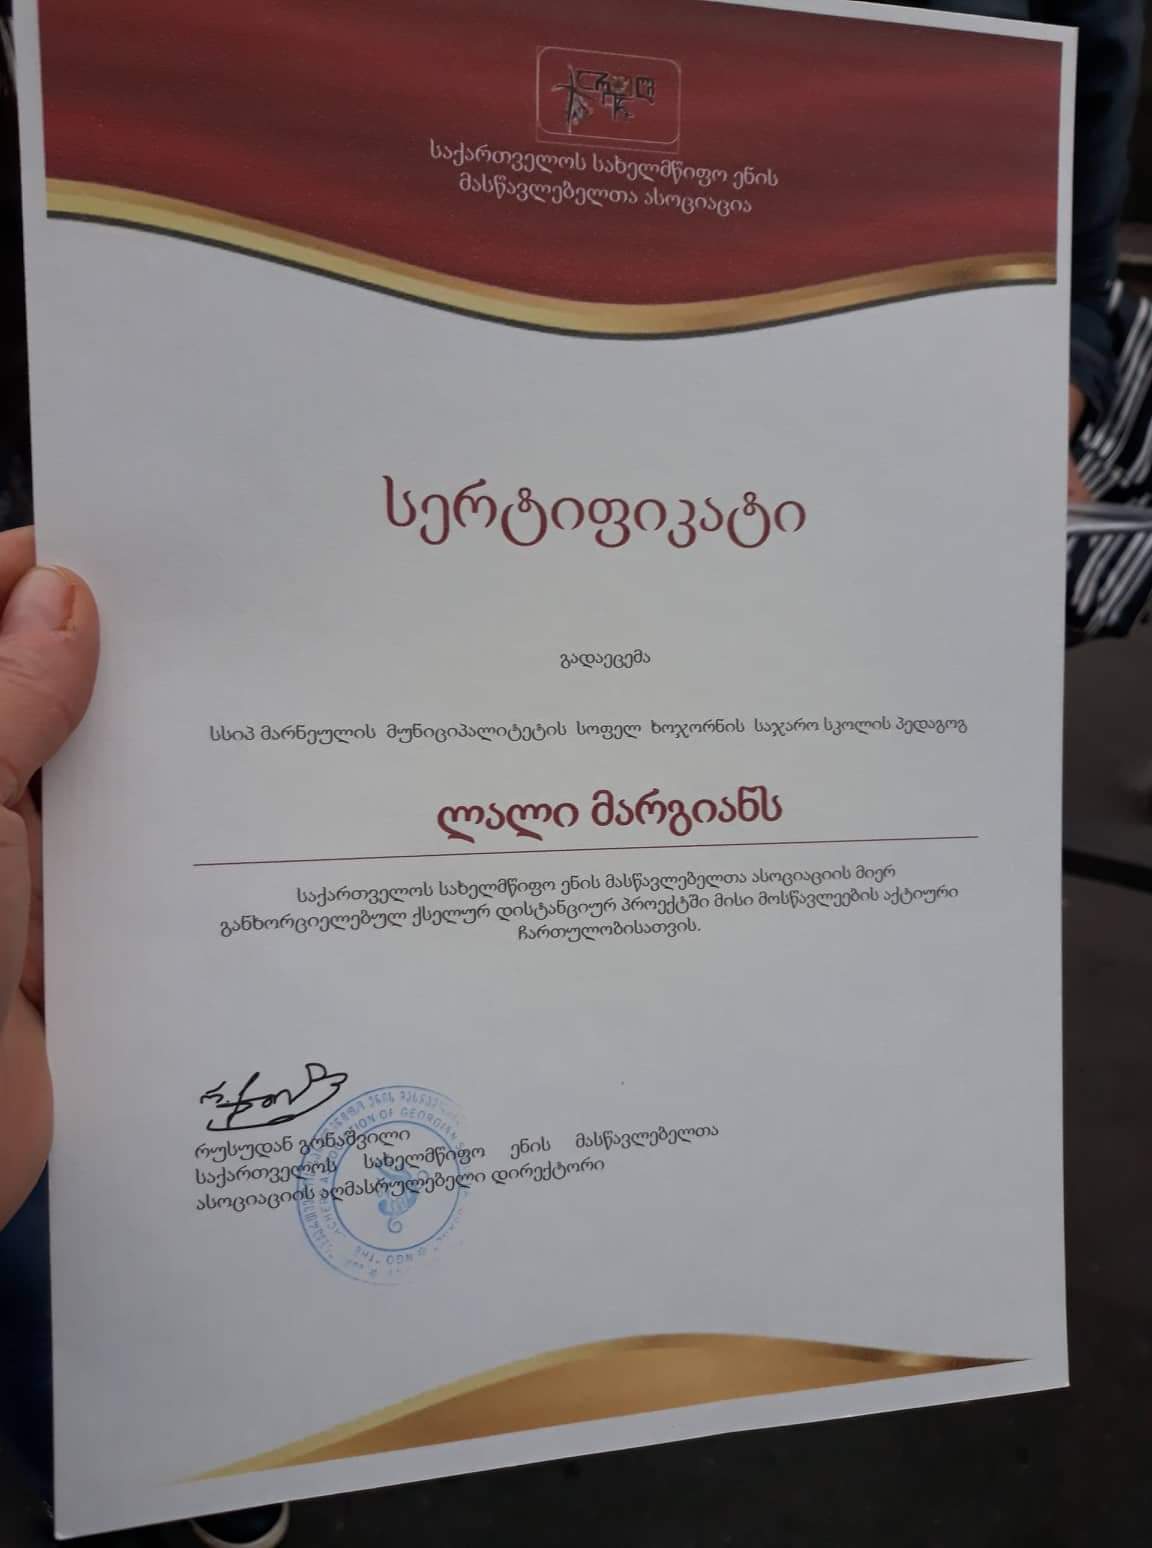 საქართველოს სახელმწიფო ენის
მასწავლებელთა ასოციაცია
სერტიფიკატი
გადაეცემა
სსიპ მარნეულის მუნიციპალიტეტის სოფელ ხოჯორნის საჯარო სკოლის პედაგოგ
ლალი მარგიანს
საქართველოს სახელმწიფო ენის მასწავლებელთა ასოციაციის მიერ
განხორციელებულ ქსელურ დისტანციურ პროექტში მისი მოსწავლეების აქტიური
ჩართულობისათვის.
რუსუდან გონაშვილი
საქართველოს სახელმწიფო ენის მასწავლებელთა
ასოციაციის აღმასრულებელი დირექტორი